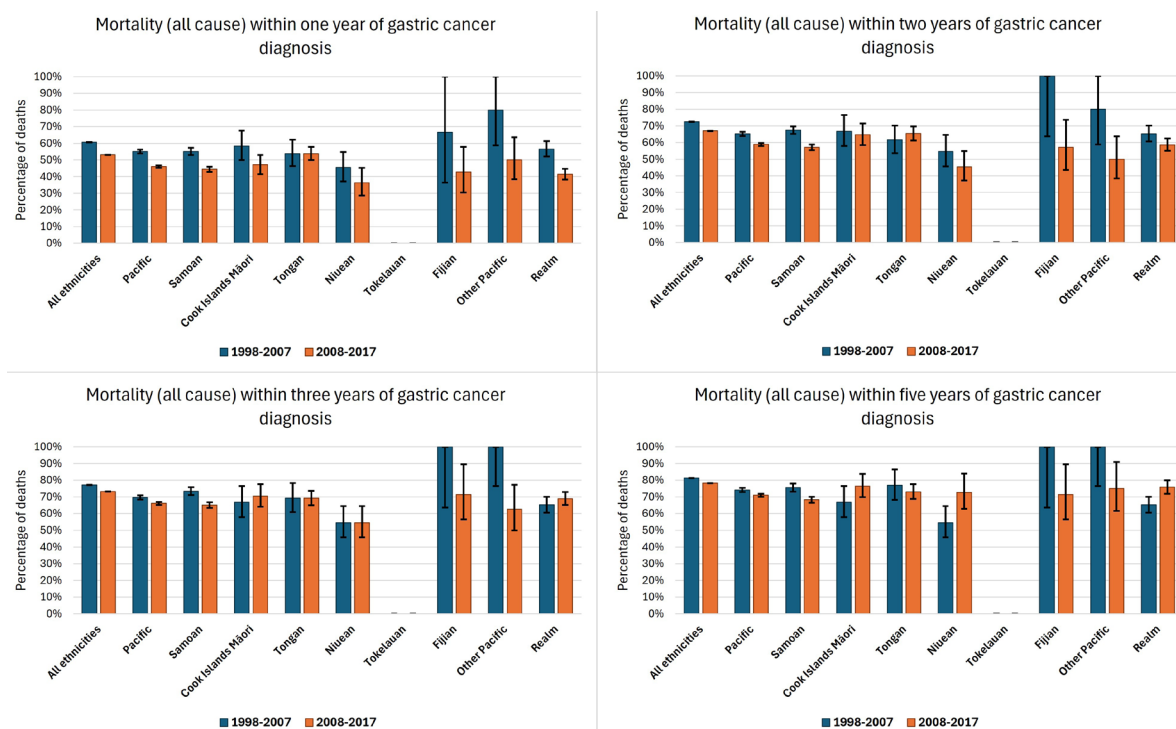 Mortality (all cause) within one year of gastric cancer
diagnosis
Percentage of deaths
100%
90%
80%
70%
60%
50%
40%
30%
20%
10%
0%
All ethnicities
Pacific
Samoan
Cook Islands Māori
Tongan
Niuean
Tokelauan
Fijian
Other Pacific
Realm
1998-2007 2008-2017
Mortality (all cause) within two years of gastric cancer
diagnosis
Percentage of deaths
100%
90%
80%
70%
60%
50%
40%
30%
20%
10%
0%
All ethnicities
Pacific
Samoan
Cook Islands Māori
Tongan
Niuean
Tokelauan
Fijian
Other Pacific
Realm
1998-2007 2008-2017
Mortality (all cause) within three years of gastric cancer
diagnosis
Percentage of deaths
100%
90%
80%
70%
60%
50%
40%
30%
20%
10%
0%
All ethnicities
Pacific
Samoan
Cook Islands Māori
Tongan
Niuean
Tokelauan
Fijian
Other Pacific
Realm
1998-2007 2008-2017
Mortality (all cause) within five years of gastric cancer
diagnosis
Percentage of deaths
100%
90%
80%
70%
60%
50%
40%
30%
20%
10%
0%
All ethnicities
Pacific
Samoan
Cook Islands Māori
Tongan
Niuean
Tokelauan
Fijian
Other Pacific
Realm
1998-2007 2008-2017